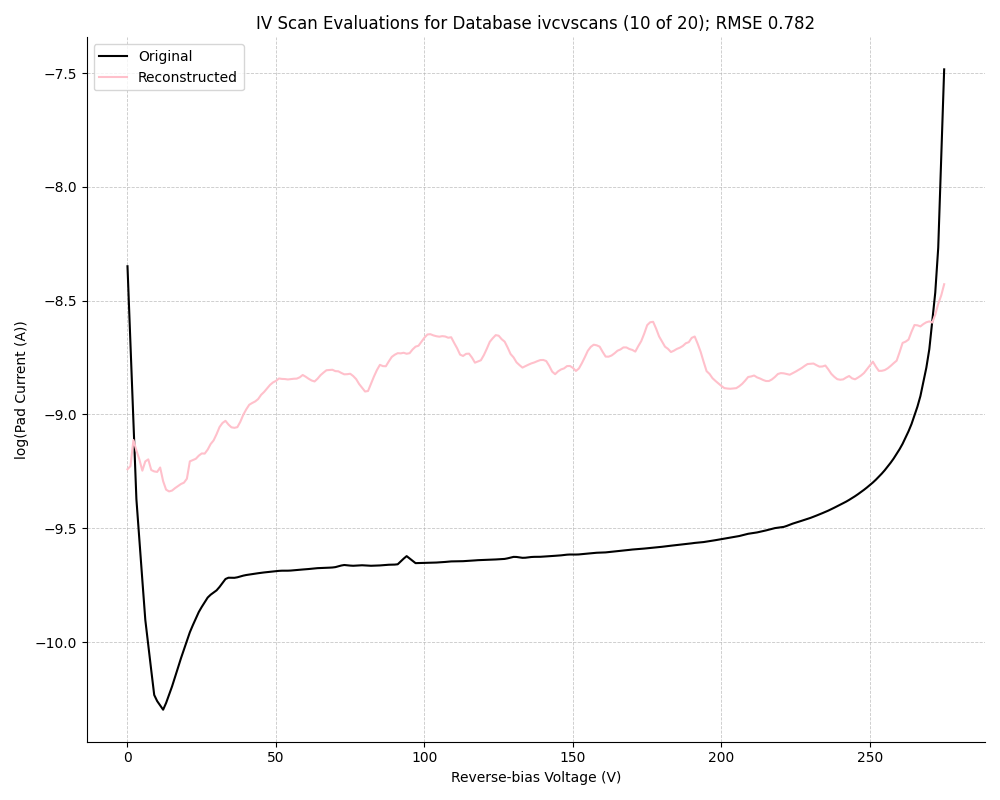 IV Scan Evaluations for Database ivcvscans (10 of 20); RMSE 0.782
Original
Reconstructed
log(Pad Current (A))
−7.5
−8.0
−8.5
−9.0
−9.5
−10.0
0 50 100 150 200 250
Reverse-bias Voltage (V)